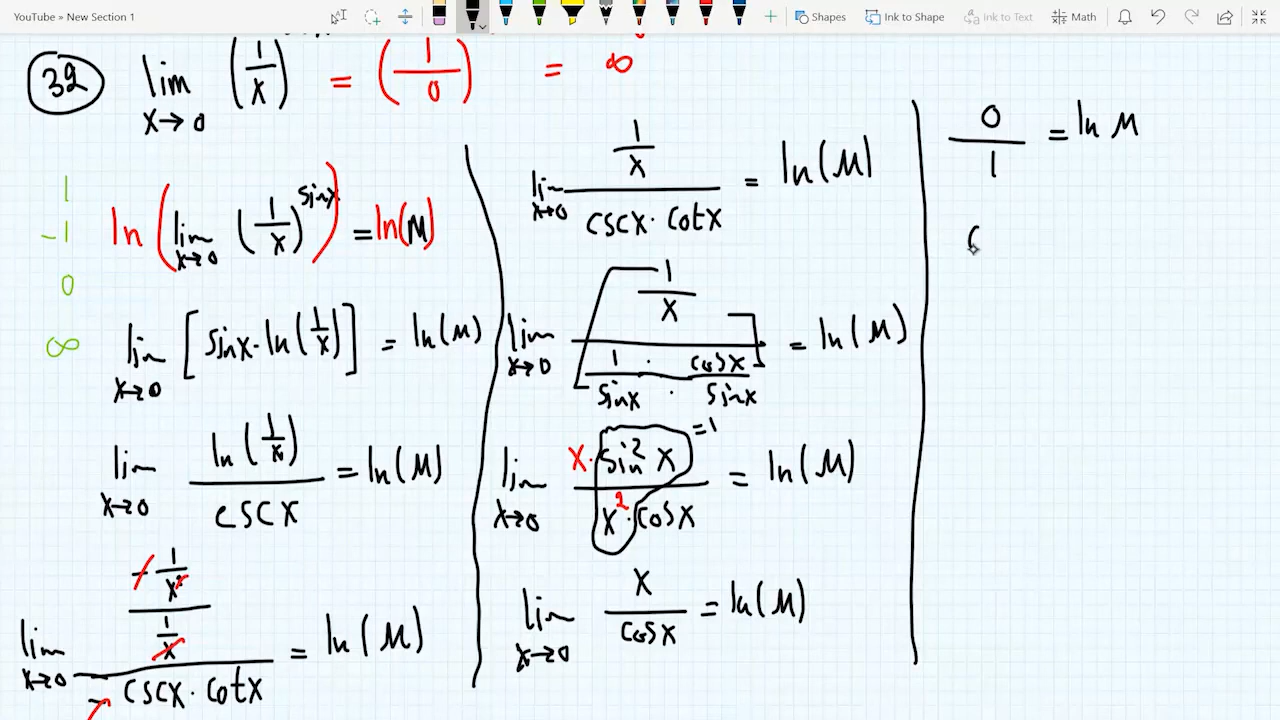 YouTube » New Section 1
Shapes
Ink to Shape
Ink to Text
Math
32
lim x→0 (1/x) = (1/0) = ∞
1
-1
0
∞
ln(lim x→0 (1/x)^sinx) = ln(M)
lim x→0 [sinx·ln(1/x)] = ln(M)
lim x→0 ln(1/x) / cscx = ln(M)
lim x→0 ((-1/x²)/(1/x)) / (-cscx·cotx) = ln(M)
lim x→0 (1/x) / (cscx·cotx) = ln(M)
lim x→0 (1/x) / (1/sinx · cosx/sinx) = ln(M)
lim x→0 (x·sin²x) / (x²·cosx) = ln(M)
=1
lim x→0 x / cosx = ln(M)
0/1 = ln M